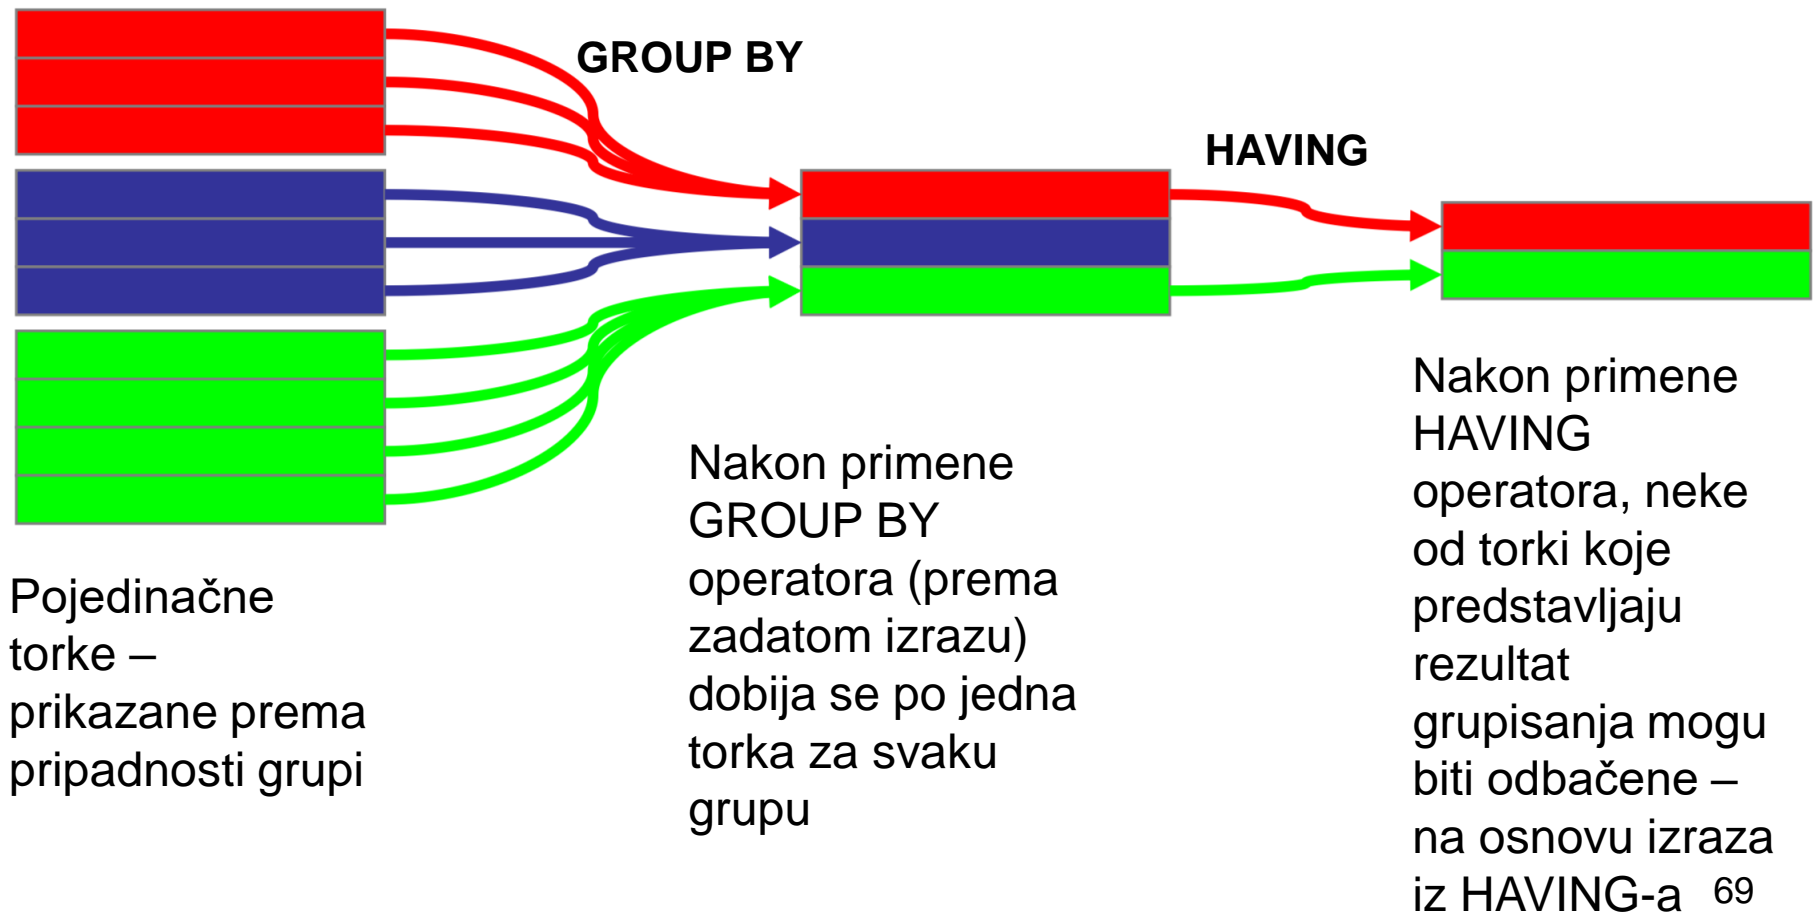 GROUP BY
HAVING
Pojedinačne
torke –
prikazane prema
pripadnosti grupi
Nakon primene
GROUP BY
operatora (prema
zadatom izrazu)
dobija se po jedna
torka za svaku
grupu
Nakon primene
HAVING
operatora, neke
od torki koje
predstavljaju
rezultat
grupisanja mogu
biti odbačene –
na osnovu izraza
iz HAVING-a
69